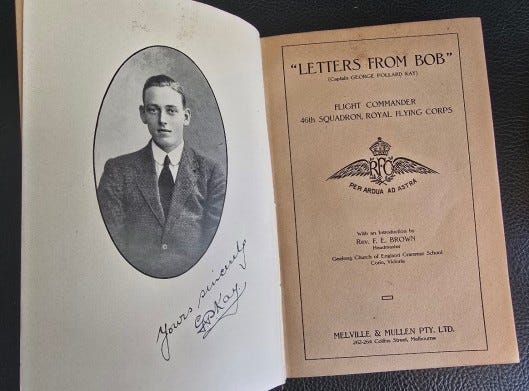 Yours sincerely
GPKay.
"LETTERS FROM BOB"
(Captain GEORGE POLLARD KAY)
FLIGHT COMMANDER
46th SQUADRON, ROYAL FLYING CORPS
RFC
PER ARDUA AD ASTRA
With an Introduction by
Rev. F. E. BROWN
Headmaster
Geelong Church of England Grammar School
Corio, Victoria
MELVILLE & MULLEN PTY. LTD.
262-264 Collins Street, Melbourne